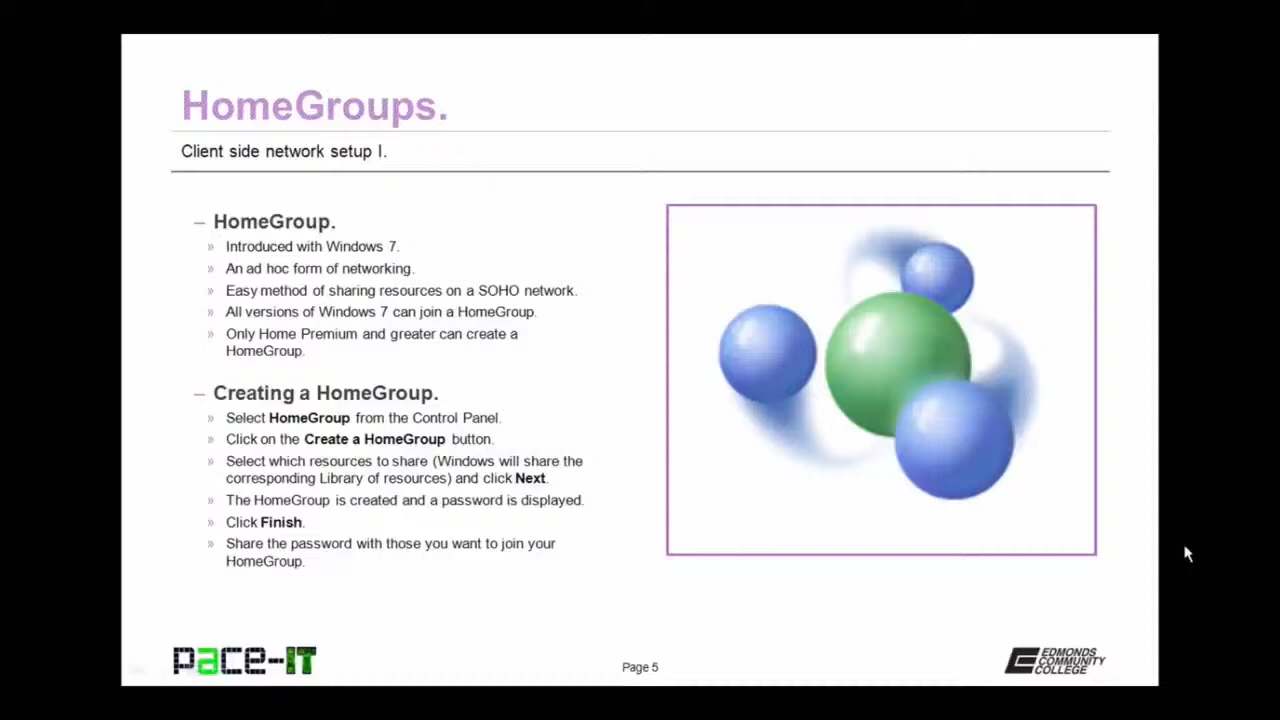 HomeGroups.
Client side network setup I.
– HomeGroup.
» Introduced with Windows 7.
» An ad hoc form of networking.
» Easy method of sharing resources on a SOHO network.
» All versions of Windows 7 can join a HomeGroup.
» Only Home Premium and greater can create a
HomeGroup.
– Creating a HomeGroup.
» Select HomeGroup from the Control Panel.
» Click on the Create a HomeGroup button.
» Select which resources to share (Windows will share the
corresponding Library of resources) and click Next.
» The HomeGroup is created and a password is displayed.
» Click Finish.
» Share the password with those you want to join your
HomeGroup.
pace-IT
Page 5
EDMONDS
COMMUNITY
COLLEGE